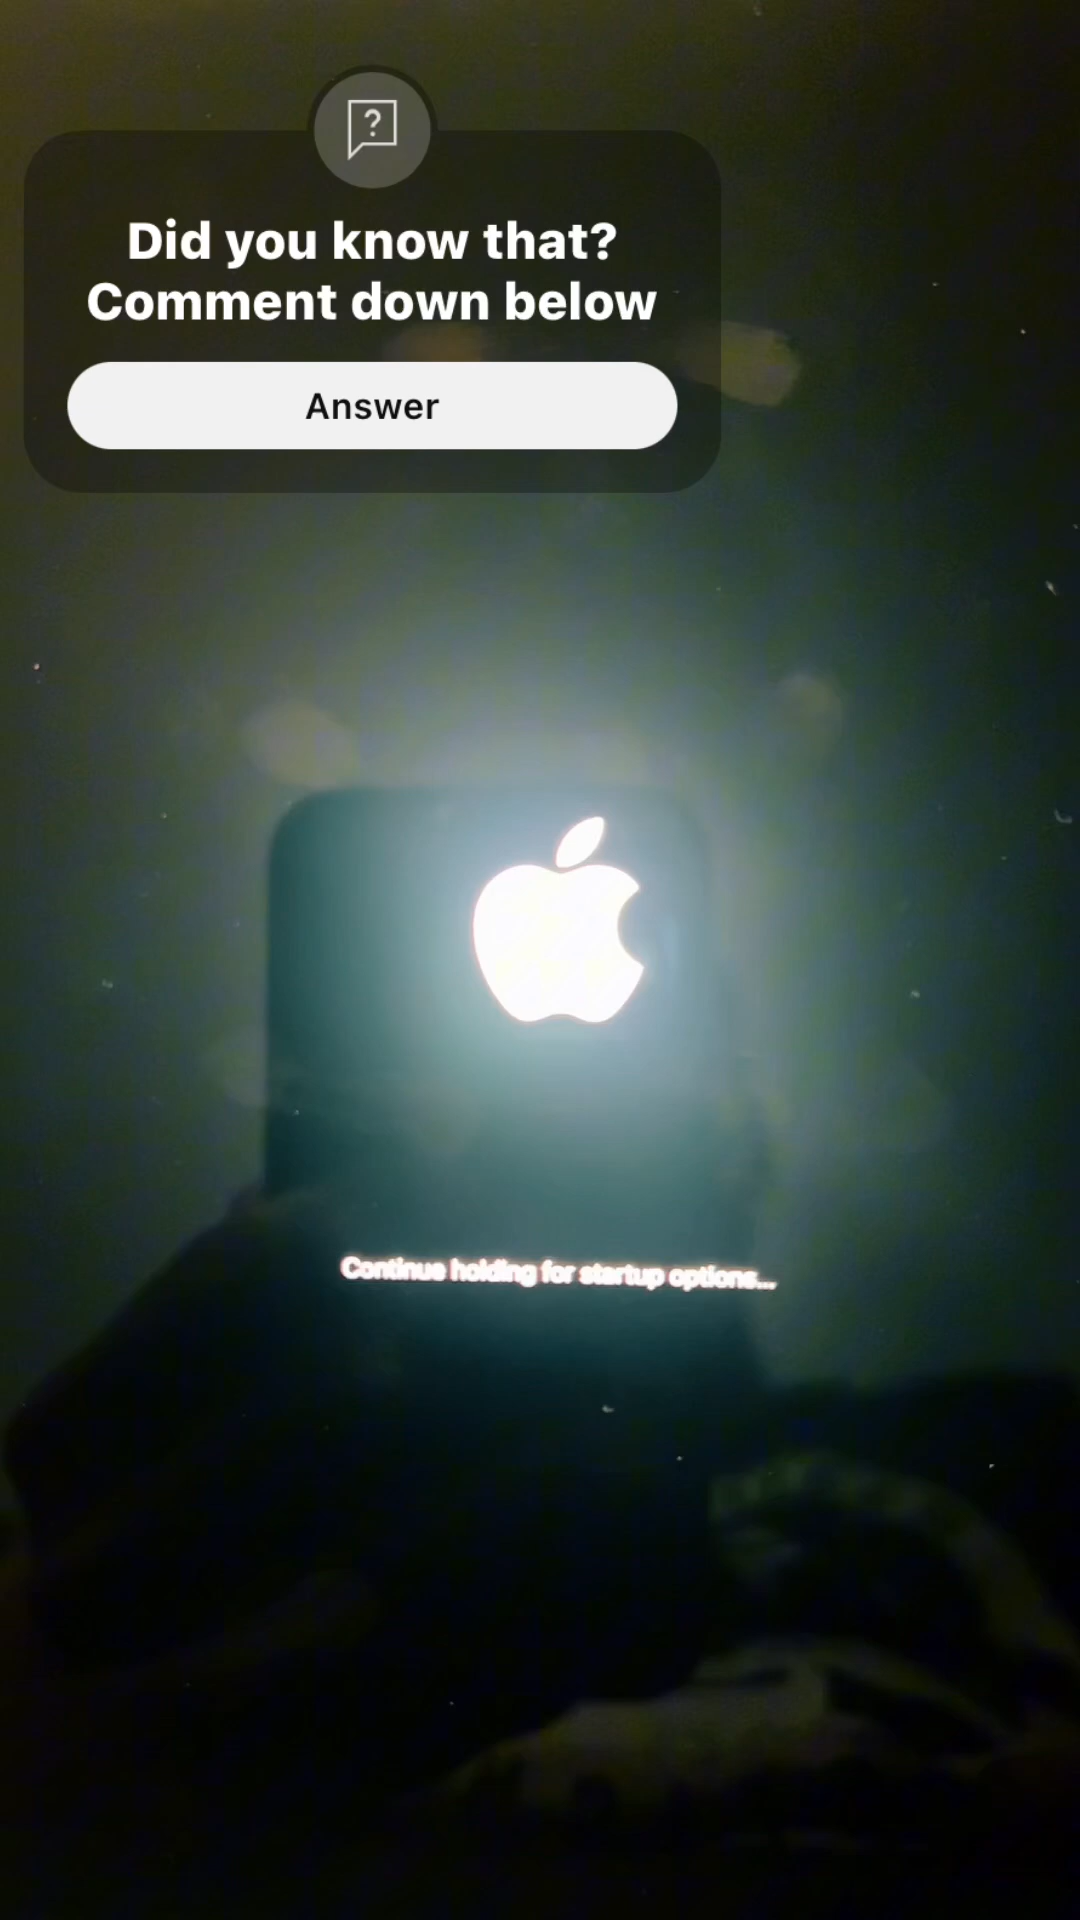 Did you know that?
Comment down below
Answer
Continue holding for startup options...